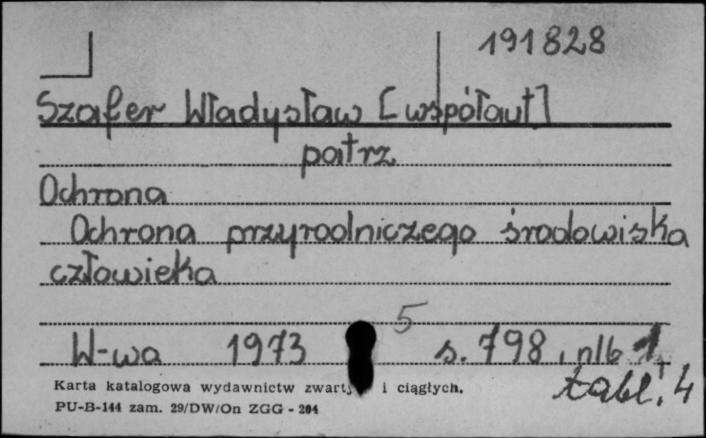 191828
Szafer Władysław [współaut]
patrz
Ochrona
Ochrona przyrodniczego środowiska
człowieka
5
W-wa 1973 s. 798, nlb 1,
tabl. 4
Karta katalogowa wydawnictw i ciągłych.
PU-B-144 zam. 29/DW/On ZGG - 204